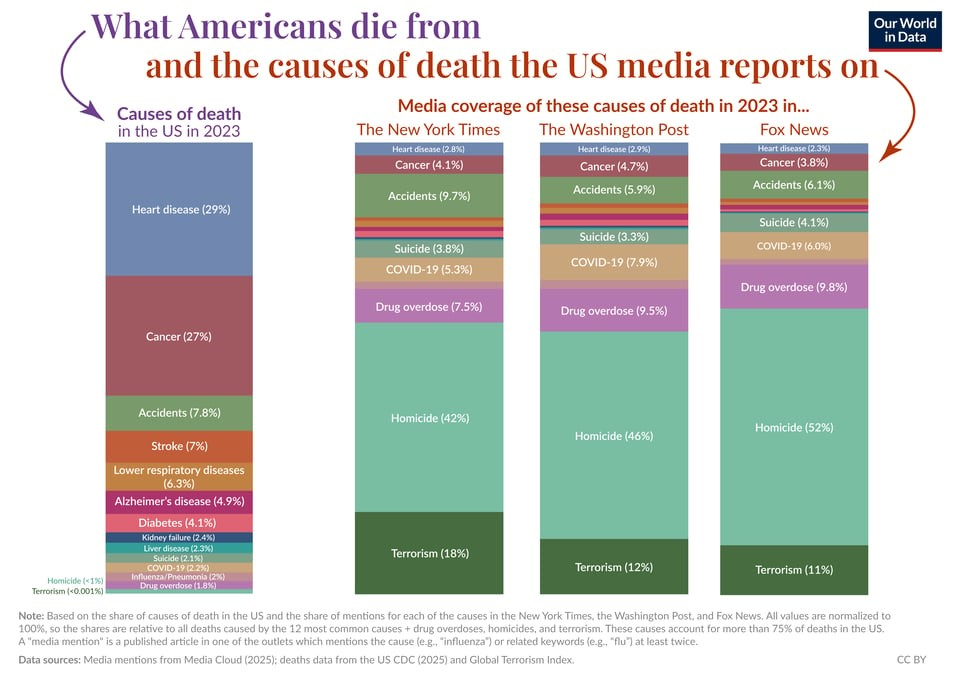 What Americans die from
and the causes of death the US media reports on
Our World
in Data
Causes of death
in the US in 2023
Media coverage of these causes of death in 2023 in...
The New York Times
The Washington Post
Fox News
Heart disease (29%)
Cancer (27%)
Accidents (7.8%)
Stroke (7%)
Lower respiratory diseases
(6.3%)
Alzheimer's disease (4.9%)
Diabetes (4.1%)
Kidney failure (2.4%)
Liver disease (2.3%)
Suicide (2.1%)
COVID-19 (2.2%)
Influenza/Pneumonia (2%)
Drug overdose (1.8%)
Homicide (<1%)
Terrorism (<0.001%)
Heart disease (2.8%)
Cancer (4.1%)
Accidents (9.7%)
Suicide (3.8%)
COVID-19 (5.3%)
Drug overdose (7.5%)
Homicide (42%)
Terrorism (18%)
Heart disease (2.9%)
Cancer (4.7%)
Accidents (5.9%)
Suicide (3.3%)
COVID-19 (7.9%)
Drug overdose (9.5%)
Homicide (46%)
Terrorism (12%)
Heart disease (2.3%)
Cancer (3.8%)
Accidents (6.1%)
Suicide (4.1%)
COVID-19 (6.0%)
Drug overdose (9.8%)
Homicide (52%)
Terrorism (11%)
Note: Based on the share of causes of death in the US and the share of mentions for each of the causes in the New York Times, the Washington Post, and Fox News. All values are normalized to
100%, so the shares are relative to all deaths caused by the 12 most common causes + drug overdoses, homicides, and terrorism. These causes account for more than 75% of deaths in the US.
A "media mention" is a published article in one of the outlets which mentions the cause (e.g., "influenza") or related keywords (e.g., "flu") at least twice.
Data sources: Media mentions from Media Cloud (2025); deaths data from the US CDC (2025) and Global Terrorism Index.
CC BY